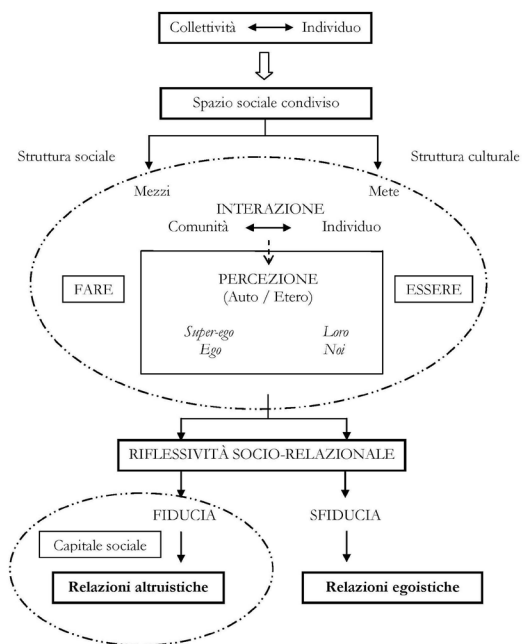 Collettività Individuo
Spazio sociale condiviso
Struttura sociale Struttura culturale
Mezzi Mete
INTERAZIONE
Comunità Individuo
PERCEZIONE
FARE ESSERE
(Auto / Etero)
Super-ego Loro
Ego Noi
RIFLESSIVITÀ SOCIO-RELAZIONALE
FIDUCIA SFIDUCIA
Capitale sociale
Relazioni altruistiche Relazioni egoistiche